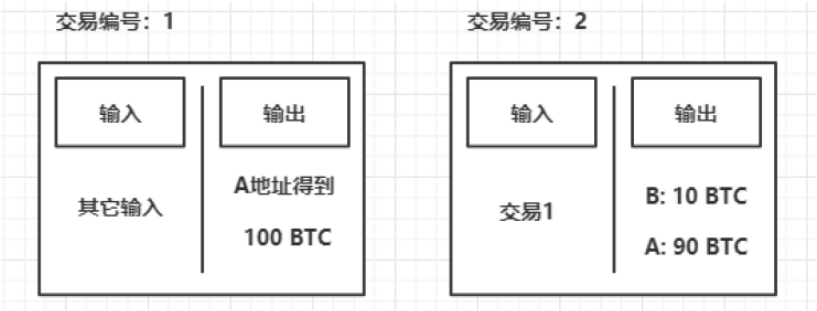 交易编号：1
输入
输出
其它输入
A地址得到
100 BTC
交易编号：2
输入
输出
交易1
B: 10 BTC
A: 90 BTC